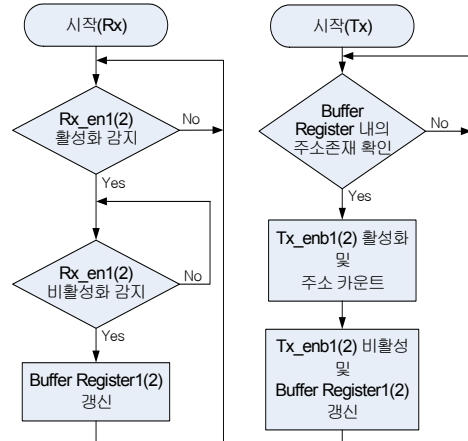 시작(Rx)
Rx_en1(2)
활성화 감지
No
Yes
Rx_en1(2)
비활성화 감지
No
Yes
Buffer Register1(2)
갱신
시작(Tx)
Buffer
Register 내의
주소존재 확인
No
Yes
Tx_enb1(2) 활성화
및
주소 카운트
Tx_enb1(2) 비활성
및
Buffer Register1(2)
갱신